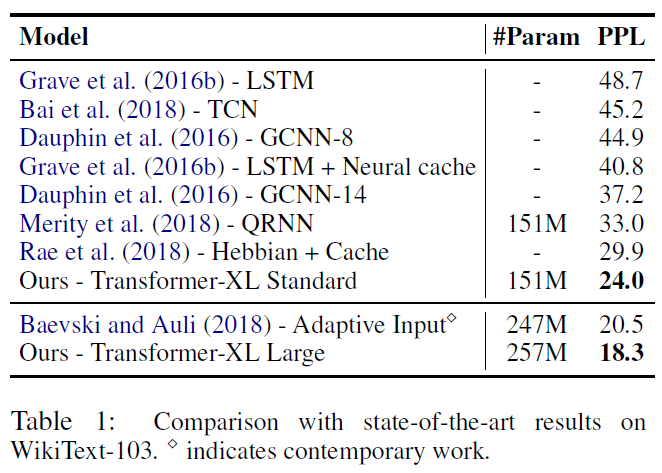 Model #Param PPL
Grave et al. (2016b) - LSTM - 48.7
Bai et al. (2018) - TCN - 45.2
Dauphin et al. (2016) - GCNN-8 - 44.9
Grave et al. (2016b) - LSTM + Neural cache - 40.8
Dauphin et al. (2016) - GCNN-14 - 37.2
Merity et al. (2018) - QRNN 151M 33.0
Rae et al. (2018) - Hebbian + Cache - 29.9
Ours - Transformer-XL Standard 151M 24.0
Baevski and Auli (2018) - Adaptive Input◇ 247M 20.5
Ours - Transformer-XL Large 257M 18.3
Table 1: Comparison with state-of-the-art results on
WikiText-103. ◇ indicates contemporary work.